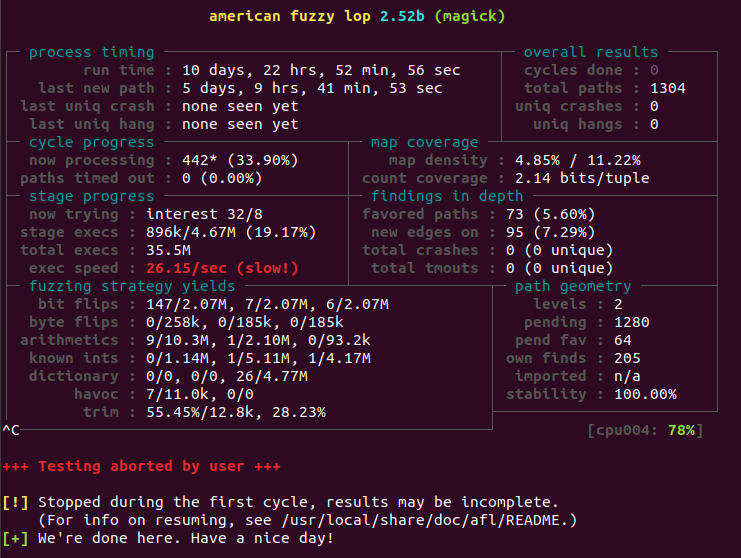 american fuzzy lop 2.52b (magick)
process timing overall results
run time : 10 days, 22 hrs, 52 min, 56 sec cycles done : 0
last new path : 5 days, 9 hrs, 41 min, 53 sec total paths : 1304
last uniq crash : none seen yet uniq crashes : 0
last uniq hang : none seen yet uniq hangs : 0
cycle progress map coverage
now processing : 442* (33.90%) map density : 4.85% / 11.22%
paths timed out : 0 (0.00%) count coverage : 2.14 bits/tuple
stage progress findings in depth
now trying : interest 32/8 favored paths : 73 (5.60%)
stage execs : 896k/4.67M (19.17%) new edges on : 95 (7.29%)
total execs : 35.5M total crashes : 0 (0 unique)
exec speed : 26.15/sec (slow!) total tmouts : 0 (0 unique)
fuzzing strategy yields path geometry
bit flips : 147/2.07M, 7/2.07M, 6/2.07M levels : 2
byte flips : 0/258k, 0/185k, 0/185k pending : 1280
arithmetics : 9/10.3M, 1/2.10M, 0/93.2k pend fav : 64
known ints : 0/1.14M, 1/5.11M, 1/4.17M own finds : 205
dictionary : 0/0, 0/0, 26/4.77M imported : n/a
havoc : 7/11.0k, 0/0 stability : 100.00%
trim : 55.45%/12.8k, 28.23%
^C [cpu004: 78%]
+++ Testing aborted by user +++
[!] Stopped during the first cycle, results may be incomplete.
(For info on resuming, see /usr/local/share/doc/afl/README.)
[+] We're done here. Have a nice day!